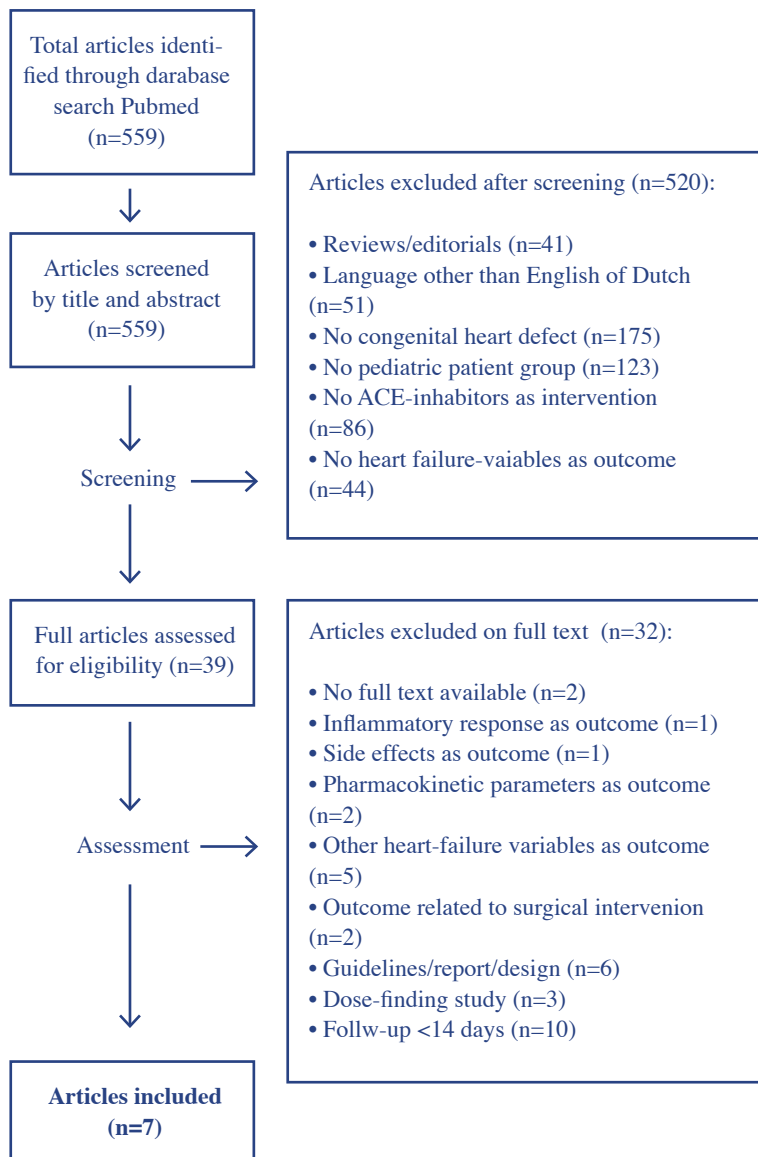 Total articles identi-
fied through darabase
search Pubmed
(n=559)
Articles screened
by title and abstract
(n=559)
Screening
Articles excluded after screening (n=520):
• Reviews/editorials (n=41)
• Language other than English of Dutch
(n=51)
• No congenital heart defect (n=175)
• No pediatric patient group (n=123)
• No ACE-inhabitors as intervention
(n=86)
• No heart failure-vaiables as outcome
(n=44)
Full articles assessed
for eligibility (n=39)
Assessment
Articles excluded on full text (n=32):
• No full text available (n=2)
• Inflammatory response as outcome (n=1)
• Side effects as outcome (n=1)
• Pharmacokinetic parameters as outcome
(n=2)
• Other heart-failure variables as outcome
(n=5)
• Outcome related to surgical intervenion
(n=2)
• Guidelines/report/design (n=6)
• Dose-finding study (n=3)
• Follw-up <14 days (n=10)
Articles included
(n=7)